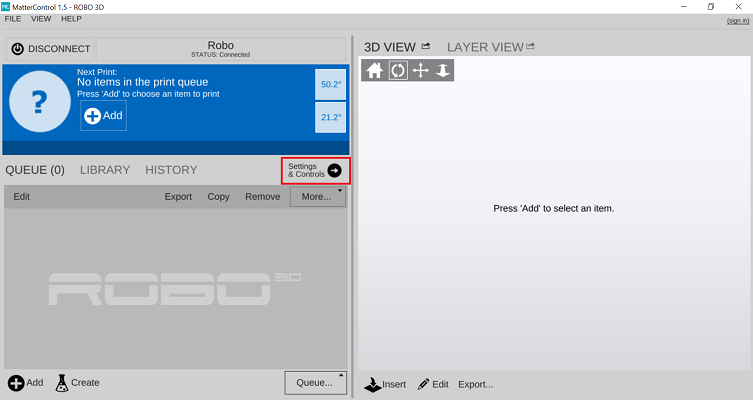 MC MatterControl 1.5 - ROBO 3D
FILE VIEW HELP
(sign in)
DISCONNECT
Robo
STATUS: Connected
Next Print:
No items in the print queue
Press 'Add' to choose an item to print
Add
50.2°
21.2°
QUEUE (0) LIBRARY HISTORY
Settings
& Controls
Edit Export Copy Remove More...
ROBO 3D
Add Create Queue...
3D VIEW LAYER VIEW
Press 'Add' to select an item.
Insert Edit Export...